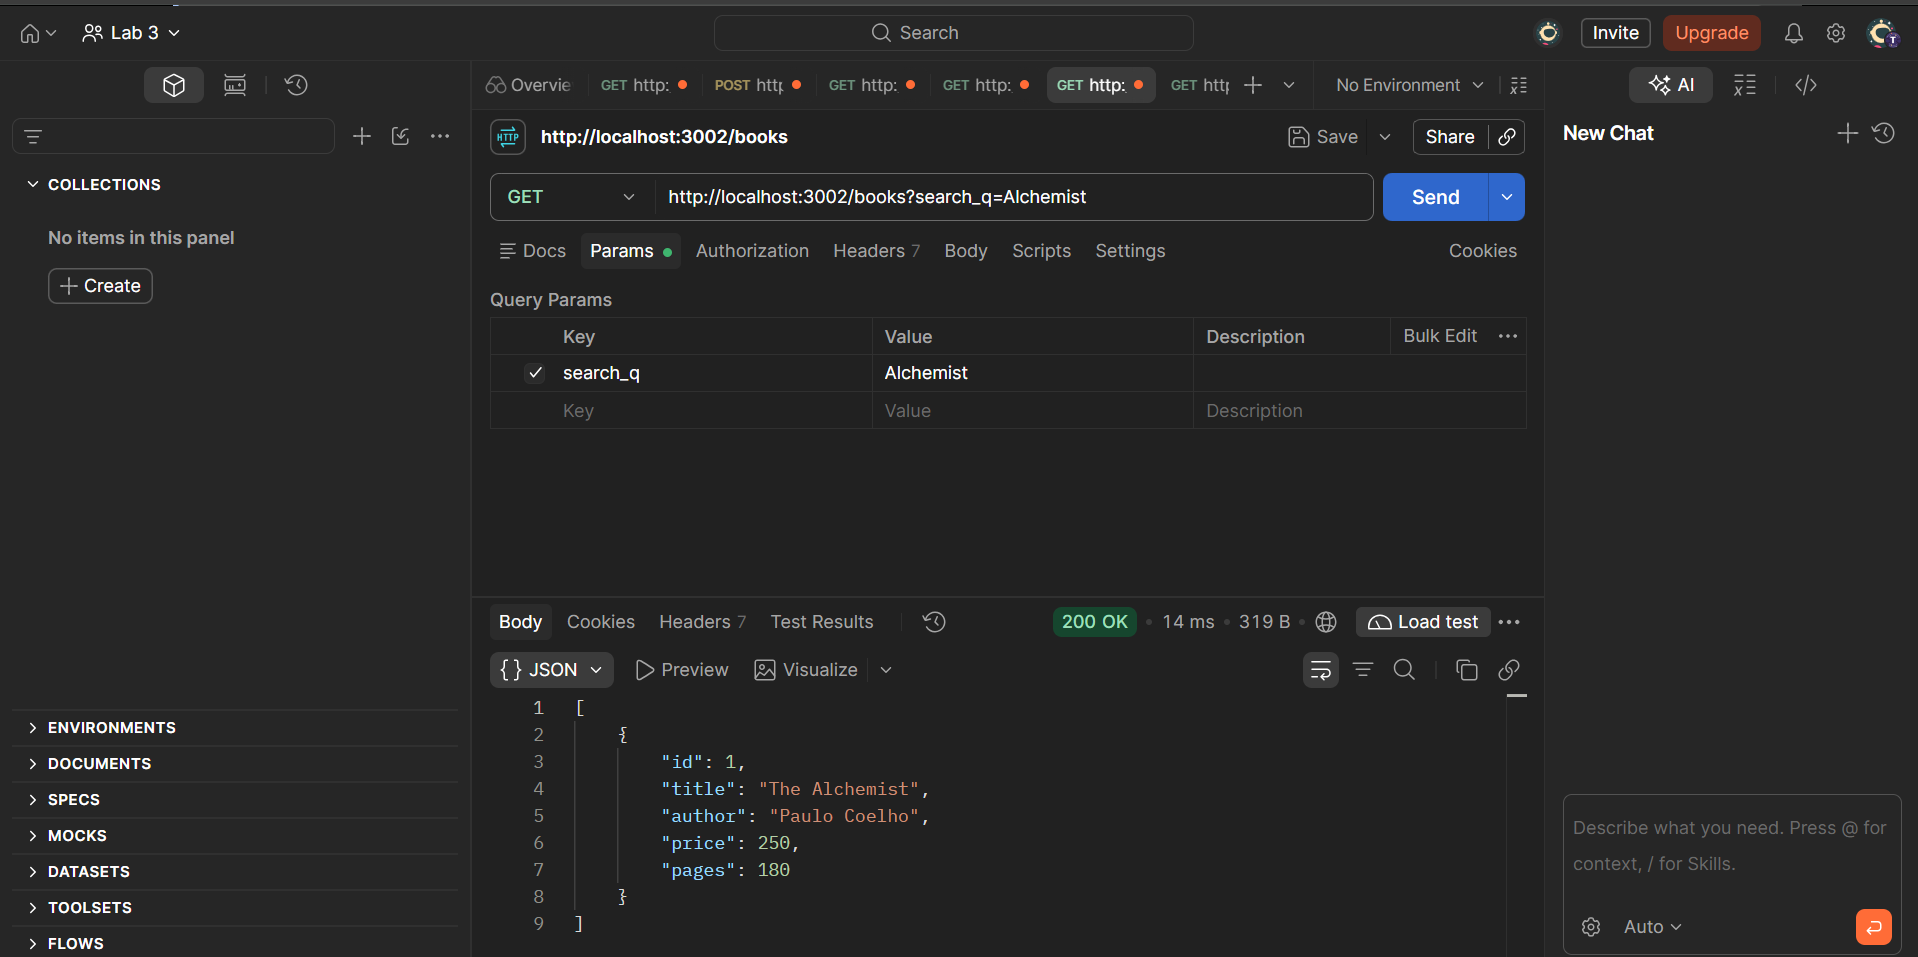 Lab 3
Search
Invite
Upgrade
Overvie
GET http:
POST http
GET http:
GET http:
GET http:
GET http
No Environment
AI
http://localhost:3002/books
Save
Share
New Chat
COLLECTIONS
No items in this panel
Create
GET
http://localhost:3002/books?search_q=Alchemist
Send
Docs
Params
Authorization
Headers 7
Body
Scripts
Settings
Cookies
Query Params
Key Value Description Bulk Edit
search_q Alchemist
Key Value Description
Body
Cookies
Headers 7
Test Results
200 OK
14 ms
319 B
Load test
{} JSON
Preview
Visualize
1 [
2 {
3 "id": 1,
4 "title": "The Alchemist",
5 "author": "Paulo Coelho",
6 "price": 250,
7 "pages": 180
8 }
9 ]
ENVIRONMENTS
DOCUMENTS
SPECS
MOCKS
DATASETS
TOOLSETS
FLOWS
Describe what you need. Press @ for
context, / for Skills.
Auto